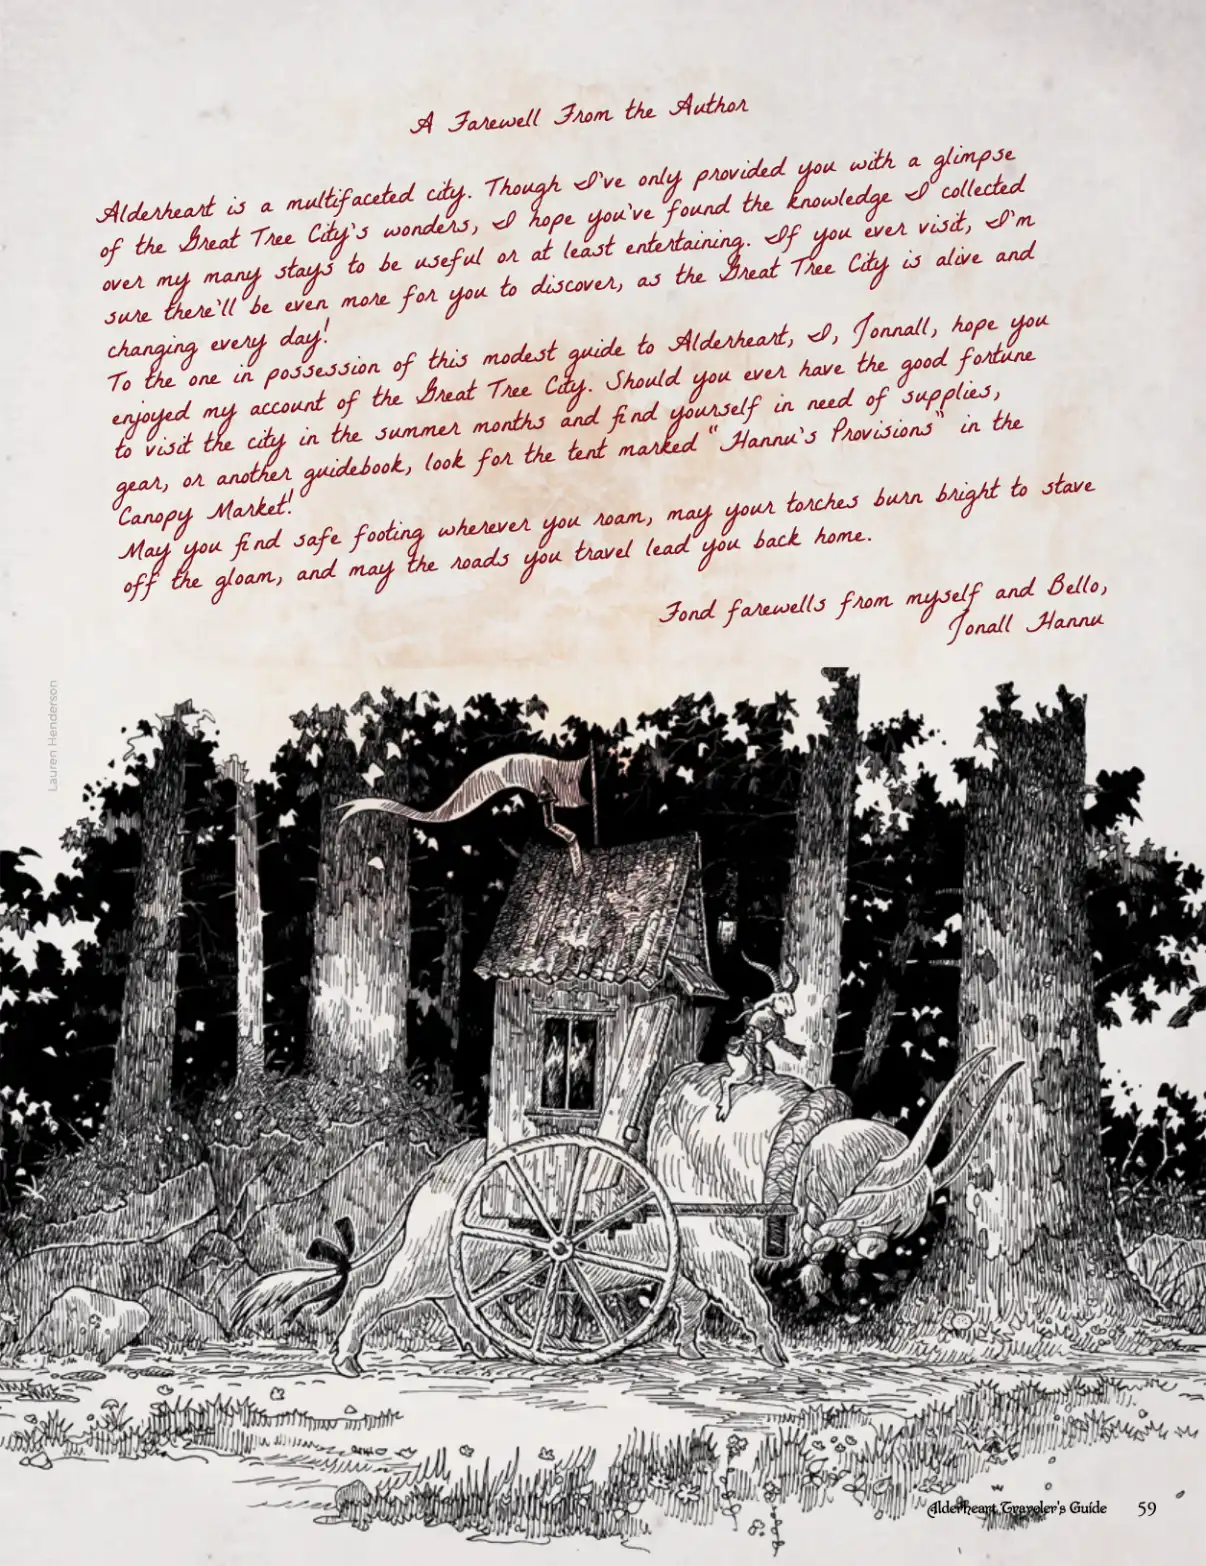 A Farewell From the Author
Alderheart is a multifaceted city. Though I've only provided you with a glimpse
of the Great Tree City's wonders, I hope you've found the knowledge I collected
over my many stays to be useful or at least entertaining. If you ever visit, I'm
sure there'll be even more for you to discover, as the Great Tree City is alive and
changing every day!
To the one in possession of this modest guide to Alderheart, I, Jonnall, hope you
enjoyed my account of the Great Tree City. Should you ever have the good fortune
to visit the city in the summer months and find yourself in need of supplies,
gear, or another guidebook, look for the tent marked "Hannu's Provisions" in the
Canopy Market!
May you find safe footing wherever you roam, may your torches burn bright to stave
off the gloam, and may the roads you travel lead you back home.
Fond farewells from myself and Bello,
Jonall Hannu
Lauren Henderson
Alderheart Traveler's Guide 59